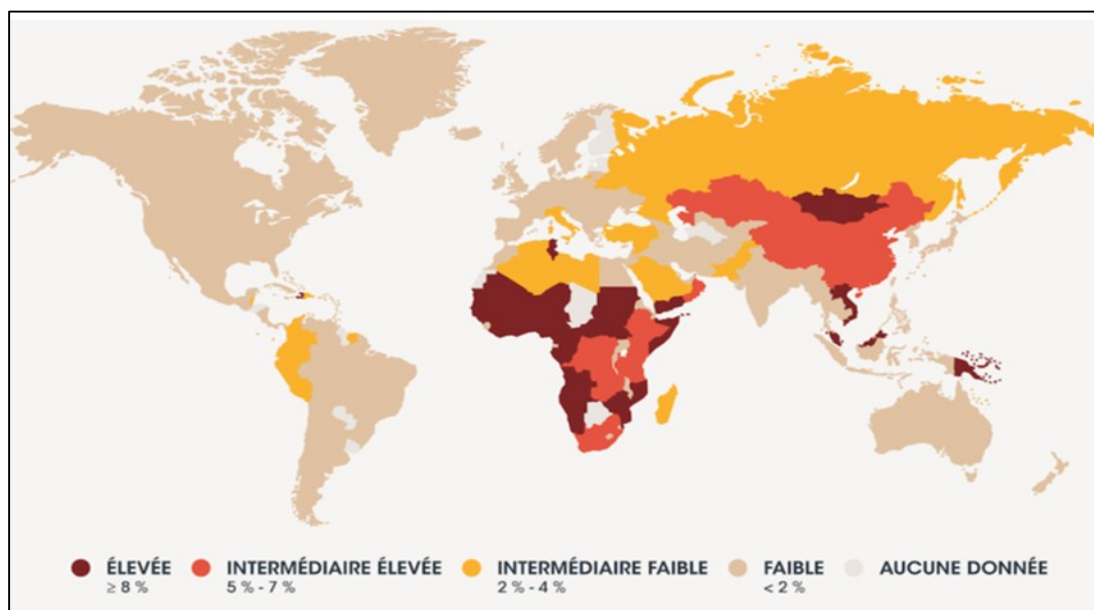 ÉLEVÉE
≥ 8 %
INTERMÉDIAIRE ÉLEVÉE
5 % - 7 %
INTERMÉDIAIRE FAIBLE
2 % - 4 %
FAIBLE
< 2 %
AUCUNE DONNÉE